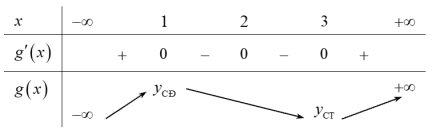 x −∞ 1 2 3 +∞
g′(x) + 0 − 0 − 0 +
g(x) −∞ y_CĐ y_CT +∞